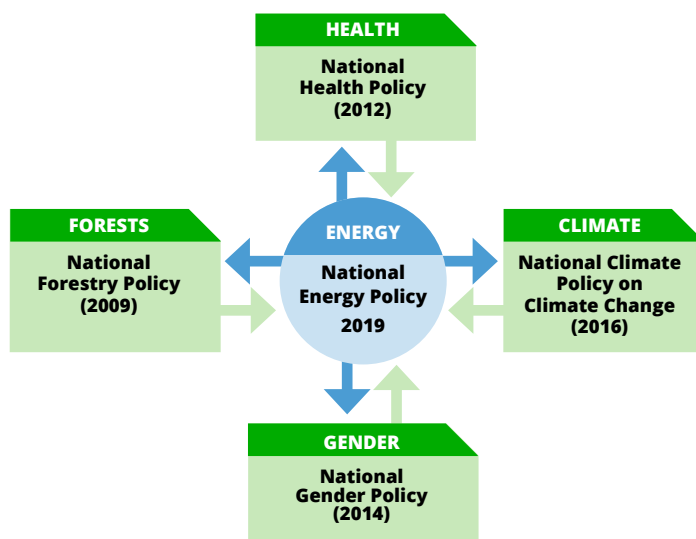 HEALTH
National
Health Policy
(2012)
FORESTS
National
Forestry Policy
(2009)
ENERGY
National
Energy Policy
2019
CLIMATE
National Climate
Policy on
Climate Change
(2016)
GENDER
National
Gender Policy
(2014)